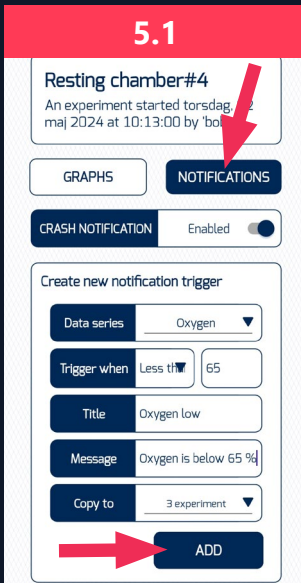 5.1
Resting chamber#4
An experiment started torsdag,
maj 2024 at 10:13:00 by
GRAPHS
NOTIFICATIONS
CRASH NOTIFICATION
Enabled
Create new notification trigger
Data series
Oxygen
Trigger when
Less
65
Title
Oxygen low
Message
Oxygen is below 65 %
Copy to
3 experiment
ADD